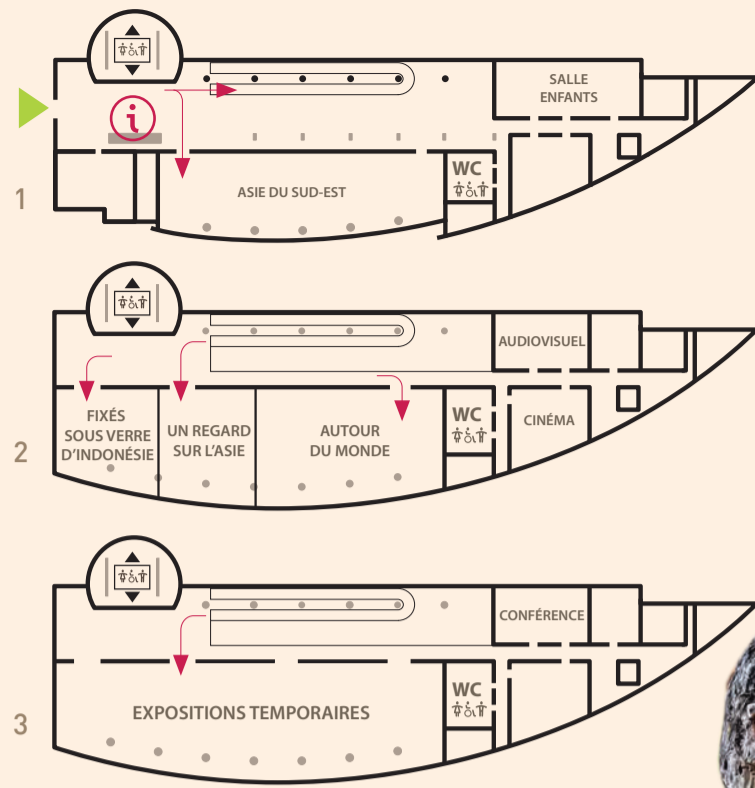 i
SALLE
ENFANTS
1
ASIE DU SUD-EST
WC
AUDIOVISUEL
2
FIXÉS
SOUS VERRE
D'INDONÉSIE
UN REGARD
SUR L'ASIE
AUTOUR
DU MONDE
WC
CINÉMA
CONFÉRENCE
3
EXPOSITIONS TEMPORAIRES
WC